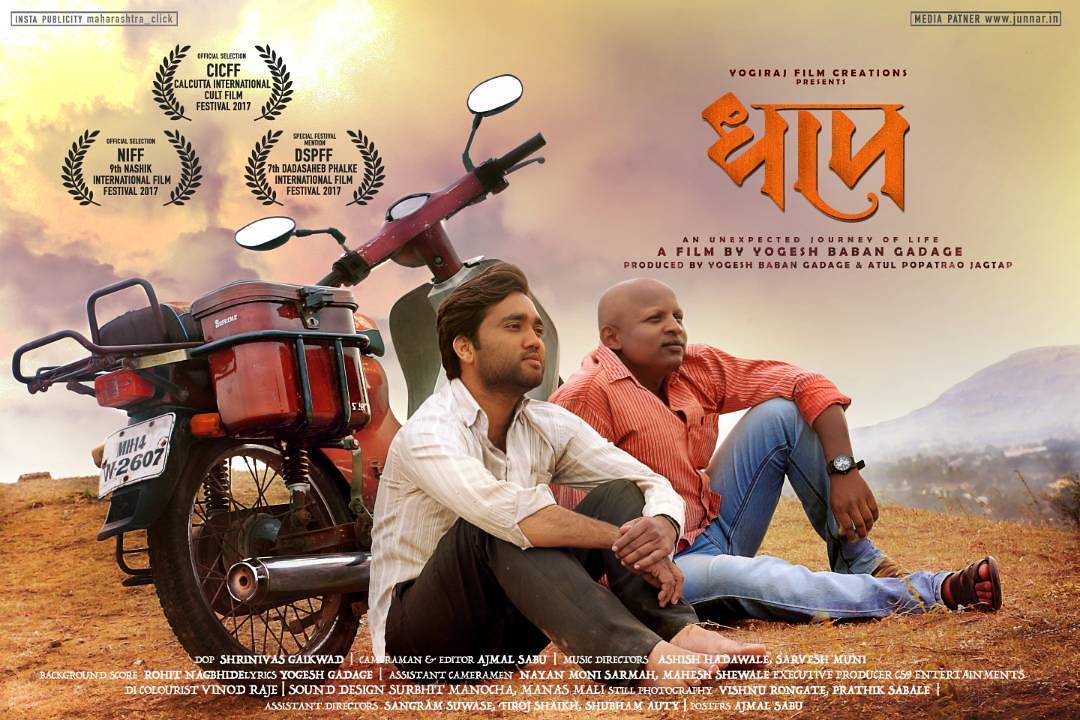 INSTA PUBLICITY maharashtra_click
MEDIA PATNER www.junnar.in
OFFICIAL SELECTION
CICFF
CALCUTTA INTERNATIONAL
CULT FILM
FESTIVAL 2017
OFFICIAL SELECTION
NIFF
9th NASHIK
INTERNATIONAL FILM
FESTIVAL 2017
SPECIAL FESTIVAL
MENTION
DSPFF
7th DADASAHEB PHALKE
INTERNATIONAL FILM
FESTIVAL 2017
YOGIRAJ FILM CREATIONS
PRESENTS
AN UNEXPECTED JOURNEY OF LIFE
A FILM BY YOGESH BABAN GADAGE
PRODUCED BY YOGESH BABAN GADAGE & ATUL POPATRAO JAGTAP
MH14
V-2607
DOP SHRINIVAS GAIKWAD | CAMERAMAN & EDITOR AJMAL SABU | MUSIC DIRECTORS ASHISH HADAWALE, SARVESH MUNI
BACKGROUND SCORE ROHIT NAGBHIDELYRICS YOGESH GADAGE | ASSISTANT CAMERAMEN NAYAN MONI SARMAH, MAHESH SHEWALE EXECUTIVE PRODUCER CS9 ENTERTAINMENTS
DI COLOURIST VINOD RAJE | SOUND DESIGN SURBHIT MANOCHA, MANAS MALI STILL PHOTOGRAPHY VISHNU RONGATE, PRATHIK SABALE |
ASSISTANT DIRECTORS SANGRAM SUWASE, FIROJ SHAIKH, SHUBHAM AUTY | POSTERS AJMAL SABU